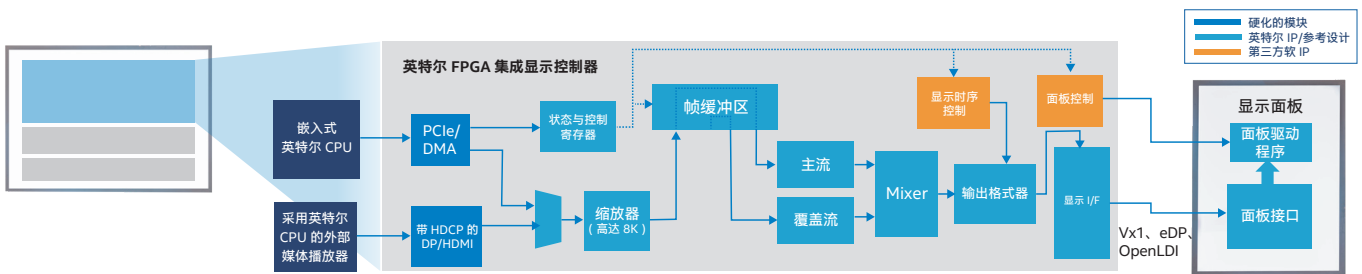 硬化的模块
英特尔 IP/参考设计
第三方软 IP
英特尔 FPGA 集成显示控制器
嵌入式
英特尔 CPU
采用英特尔
CPU 的外部
媒体播放器
PCIe/
DMA
带 HDCP 的
DP/HDMI
状态与控制
寄存器
缩放器
( 高达 8K )
帧缓冲区
主流
覆盖流
Mixer
显示时序
控制
输出格式器
面板控制
显示 I/F
Vx1、eDP、
OpenLDI
显示面板
面板驱动
程序
面板接口